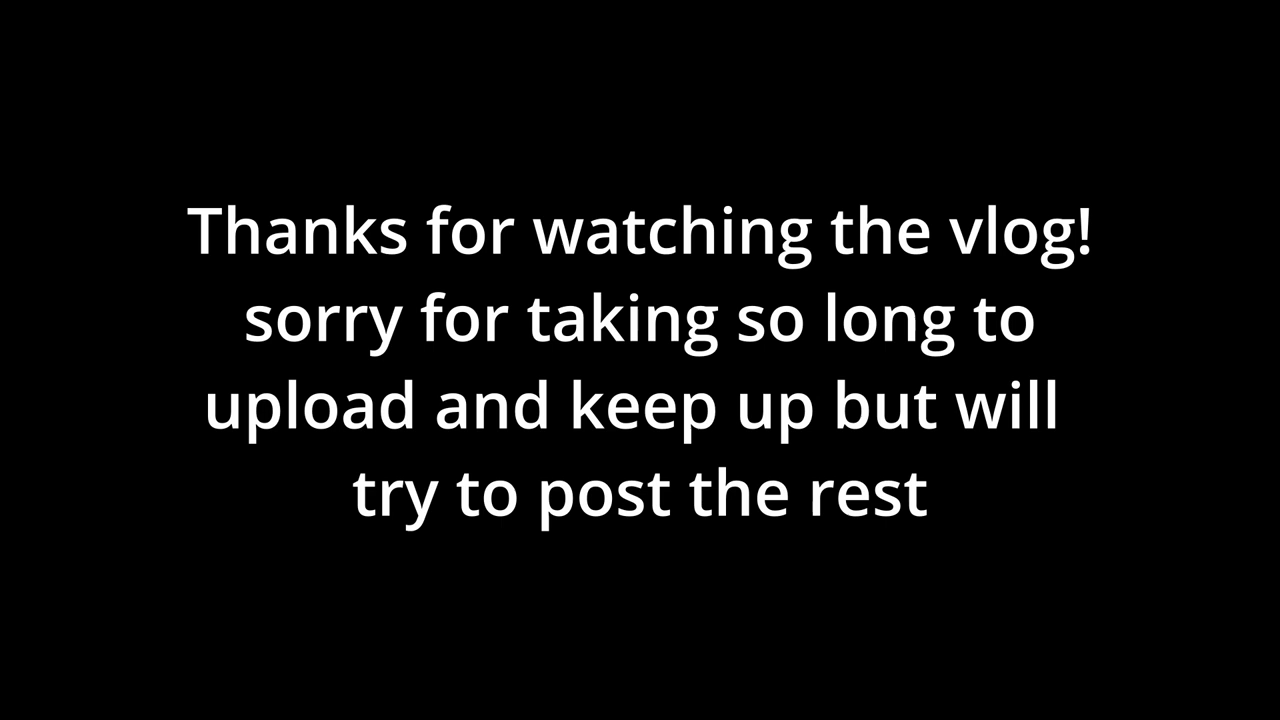 Thanks for watching the vlog!
sorry for taking so long to
upload and keep up but will
try to post the rest